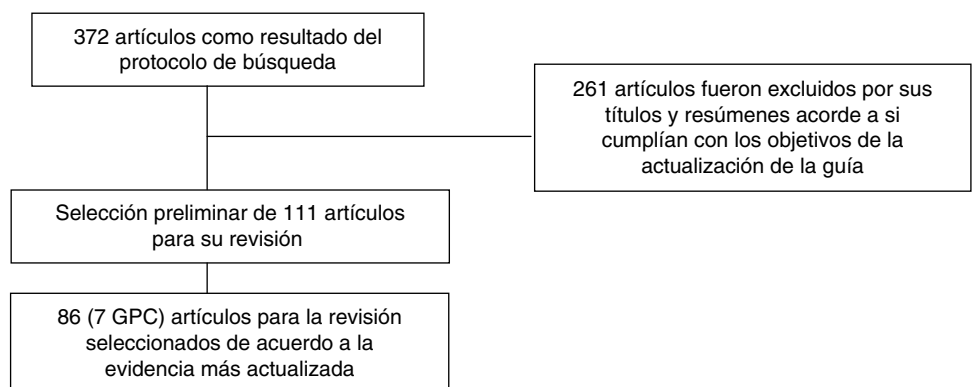 372 artículos como resultado del
protocolo de búsqueda
261 artículos fueron excluidos por sus
títulos y resúmenes acorde a si
cumplían con los objetivos de la
actualización de la guía
Selección preliminar de 111 artículos
para su revisión
86 (7 GPC) artículos para la revisión
seleccionados de acuerdo a la
evidencia más actualizada